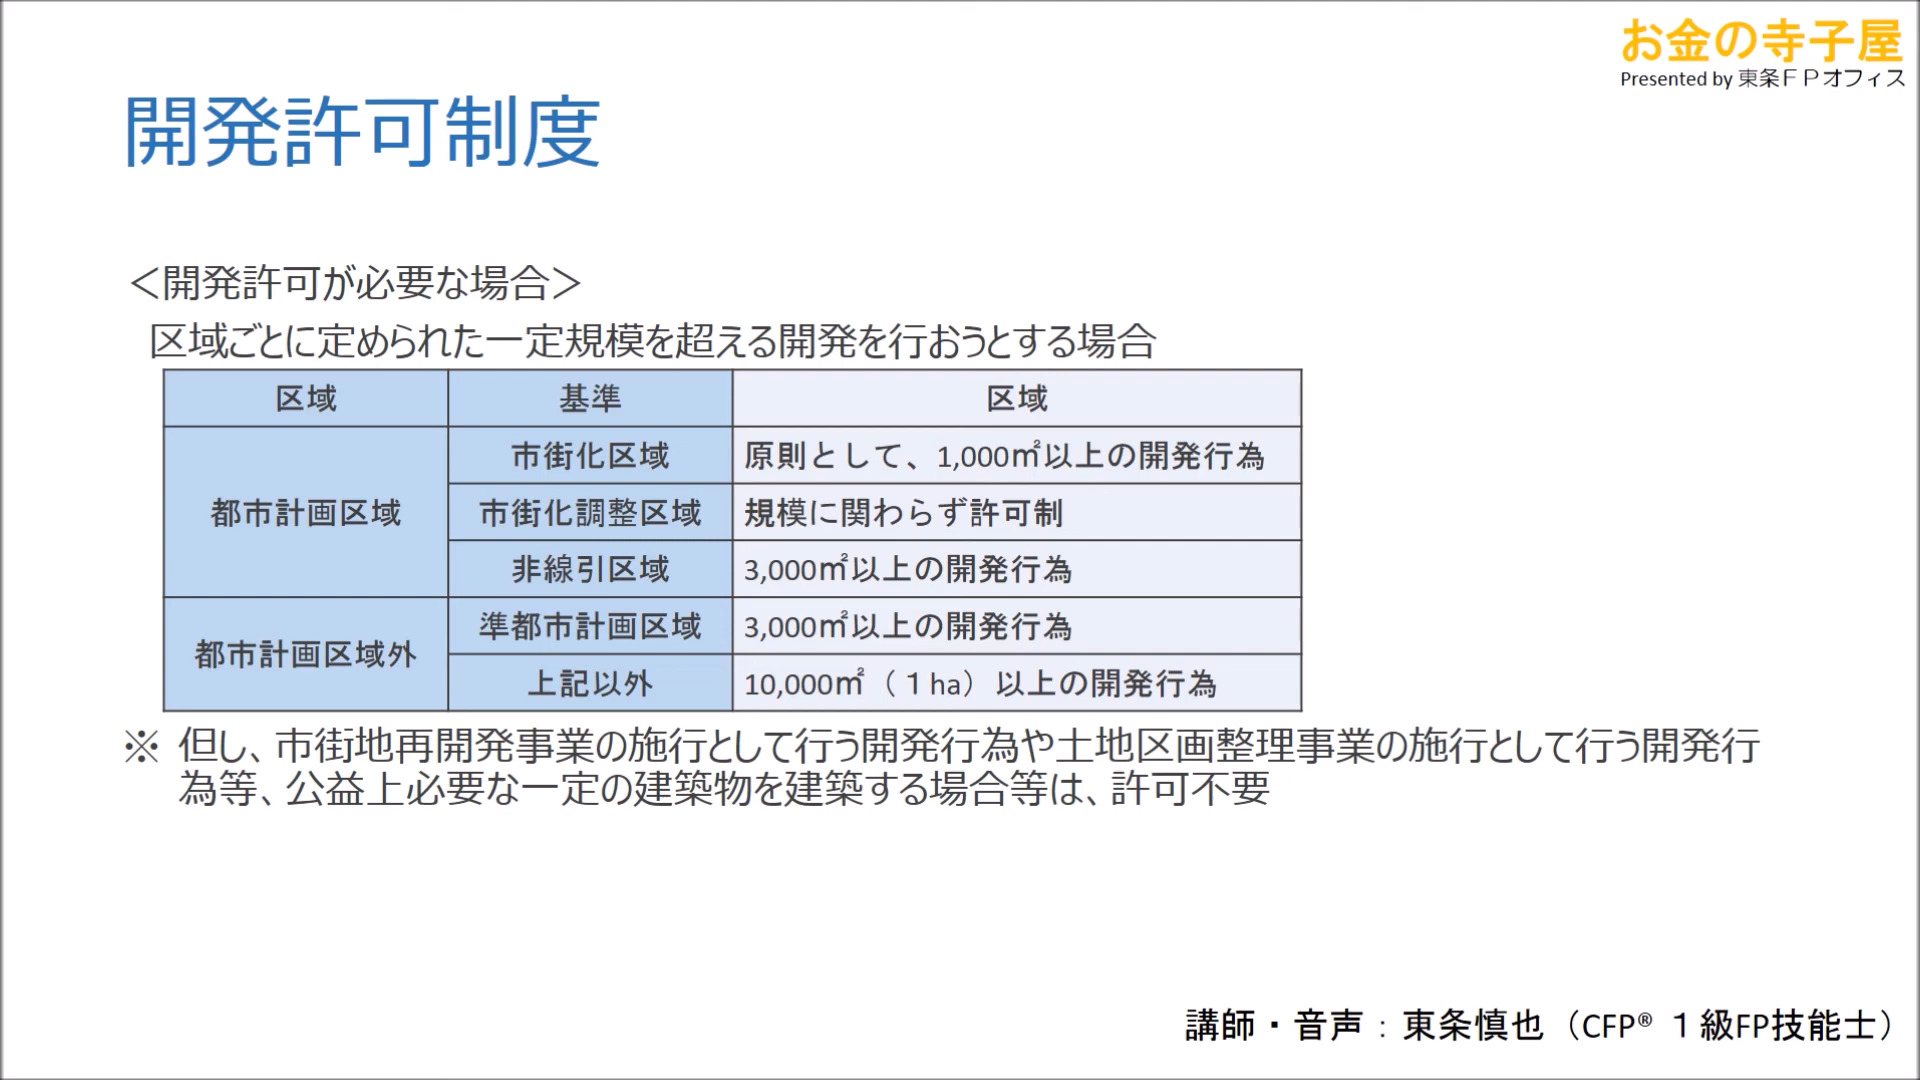 お金の寺子屋
Presented by 東条ＦＰオフィス
開発許可制度
＜開発許可が必要な場合＞
区域ごとに定められた一定規模を超える開発を行おうとする場合
区域 基準 区域
都市計画区域
市街化区域 原則として、1,000㎡以上の開発行為
市街化調整区域 規模に関わらず許可制
非線引区域 3,000㎡以上の開発行為
都市計画区域外
準都市計画区域 3,000㎡以上の開発行為
上記以外 10,000㎡（１ha）以上の開発行為
※ 但し、市街地再開発事業の施行として行う開発行為や土地区画整理事業の施行として行う開発行
為等、公益上必要な一定の建築物を建築する場合等は、許可不要
講師・音声：東条慎也（CFP® １級FP技能士）